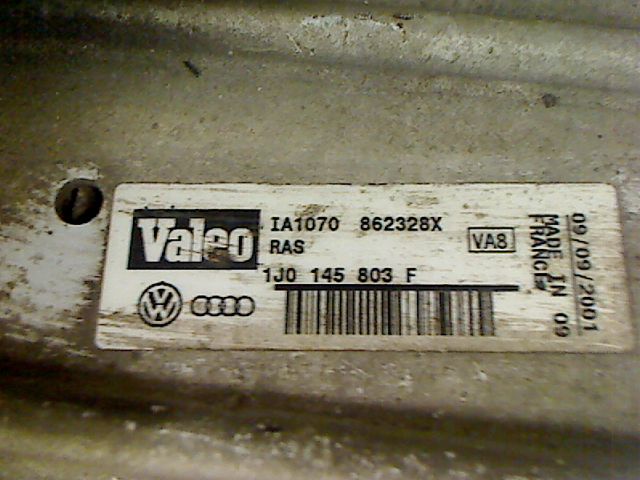 Valeo
IA1070 862328X
RAS
VA8
1J0 145 803 F
MADE IN
FRANCE 09
09/09/2001